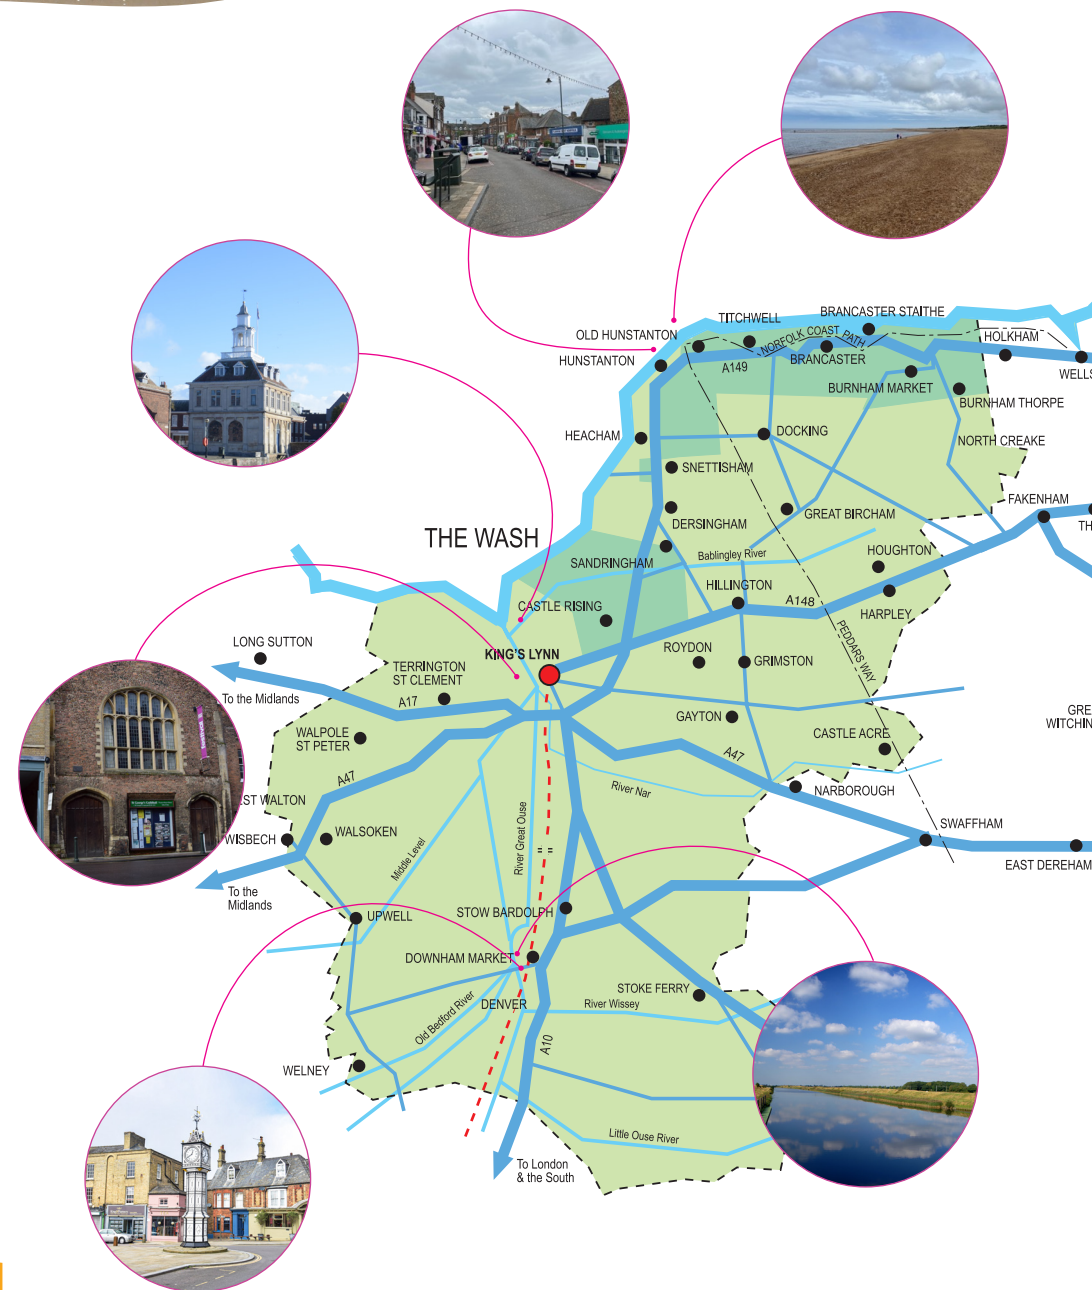 TITCHWELL
BRANCASTER STAITHE
OLD HUNSTANTON
NORFOLK COAST PATH
HOLKHAM
HUNSTANTON
A149
BRANCASTER
BURNHAM MARKET
BURNHAM THORPE
HEACHAM
DOCKING
NORTH CREAKE
SNETTISHAM
FAKENHAM
DERSINGHAM
GREAT BIRCHAM
THE WASH
Bablingley River
HOUGHTON
SANDRINGHAM
HILLINGTON
A148
HARPLEY
CASTLE RISING
PEDDARS WAY
LONG SUTTON
KING'S LYNN
ROYDON
GRIMSTON
TERRINGTON
ST CLEMENT
To the Midlands
A17
GAYTON
WALPOLE
ST PETER
CASTLE ACRE
WITCHIN
A47
A47
River Nar
NARBOROUGH
ST WALTON
WISBECH
WALSOKEN
River Great Ouse
SWAFFHAM
Middle Level
EAST DEREHAM
To the
Midlands
UPWELL
STOW BARDOLPH
DOWNHAM MARKET
STOKE FERRY
DENVER
River Wissey
Old Bedford River
A10
WELNEY
Little Ouse River
To London
& the South